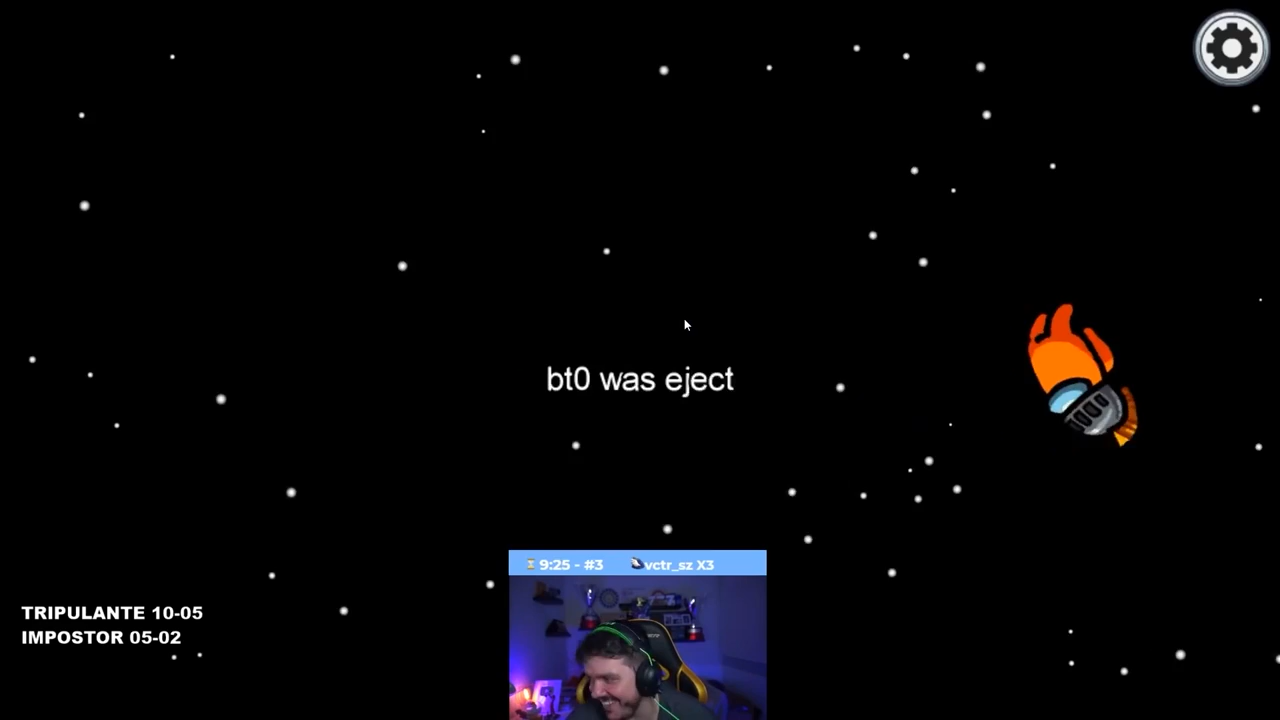 bt0 was eject
9:25 - #3 vctr_sz X3
TRIPULANTE 10-05
IMPOSTOR 05-02